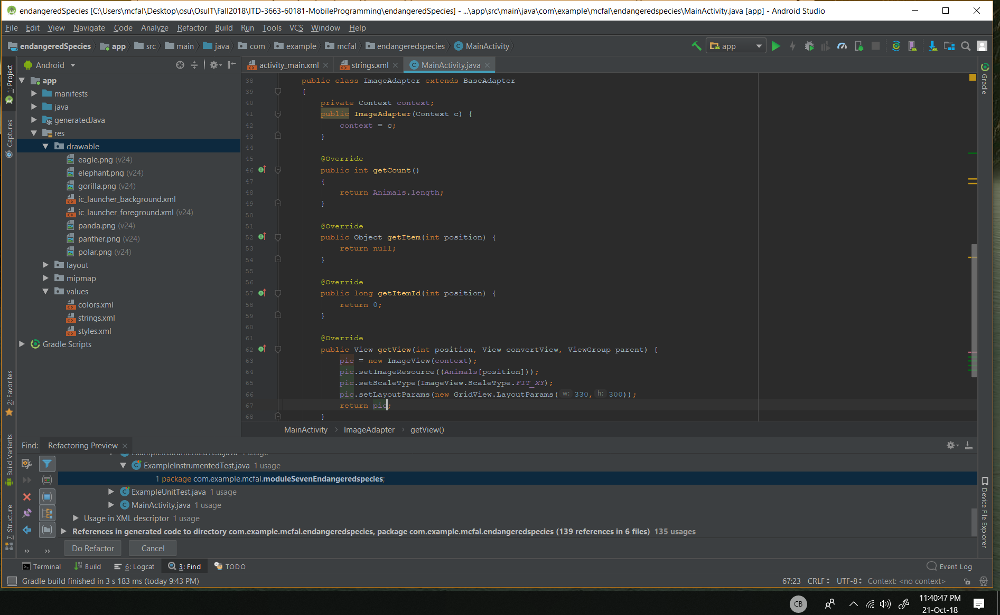 endangeredSpecies [C:\Users\mcfal\Desktop\osu\OsuIT\Fall2018\ITD-3663-60181-MobileProgramming\endangeredSpecies] - ...\app\src\main\java\com\example\mcfal\endangeredspecies\MainActivity.java [app] - Android Studio
File Edit View Navigate Code Analyze Refactor Build Run Tools VCS Window Help
endangeredSpecies app src main java com example mcfal endangeredspecies MainActivity app
Android activity_main.xml strings.xml MainActivity.java
1: Project
Captures
2: Favorites
Build Variants
7: Structure
app
manifests
java
generatedJava
res
drawable
eagle.png (v24)
elephant.png (v24)
gorilla.png (v24)
ic_launcher_background.xml
ic_launcher_foreground.xml (v24)
panda.png (v24)
panther.png (v24)
polar.png (v24)
layout
mipmap
values
colors.xml
strings.xml
styles.xml
Gradle Scripts
38 public class ImageAdapter extends BaseAdapter
39 {
40 private Context context;
41 public ImageAdapter(Context c) {
42 context = c;
43 }
44
45 @Override
46 public int getCount()
47 {
48 return Animals.length;
49 }
50
51 @Override
52 public Object getItem(int position) {
53 return null;
54 }
55
56 @Override
57 public long getItemId(int position) {
58 return 0;
59 }
60
61 @Override
62 public View getView(int position, View convertView, ViewGroup parent) {
63 pic = new ImageView(context);
64 pic.setImageResource((Animals[position]));
65 pic.setScaleType(ImageView.ScaleType.FIT_XY);
66 pic.setLayoutParams(new GridView.LayoutParams( w: 330, h: 300));
67 return pic;
68 }
MainActivity ImageAdapter getView()
Gradle
Device File Explorer
Find: Refactoring Preview
ExampleInstrumentedTest.java 1 usage
ExampleInstrumentedTest.java 1 usage
1 package com.example.mcfal.moduleSevenEndangeredspecies;
ExampleUnitTest.java 1 usage
MainActivity.java 1 usage
Usage in XML descriptor 1 usage
References in generated code to directory com.example.mcfal.endangeredspecies, package com.example.mcfal.endangeredspecies (139 references in 6 files) 135 usages
Do Refactor Cancel
Terminal Build 6: Logcat 3: Find TODO Event Log
Gradle build finished in 3 s 183 ms (today 9:43 PM) 67:23 CRLF UTF-8 Context: <no context>
CB 11:40:47 PM
21-Oct-18